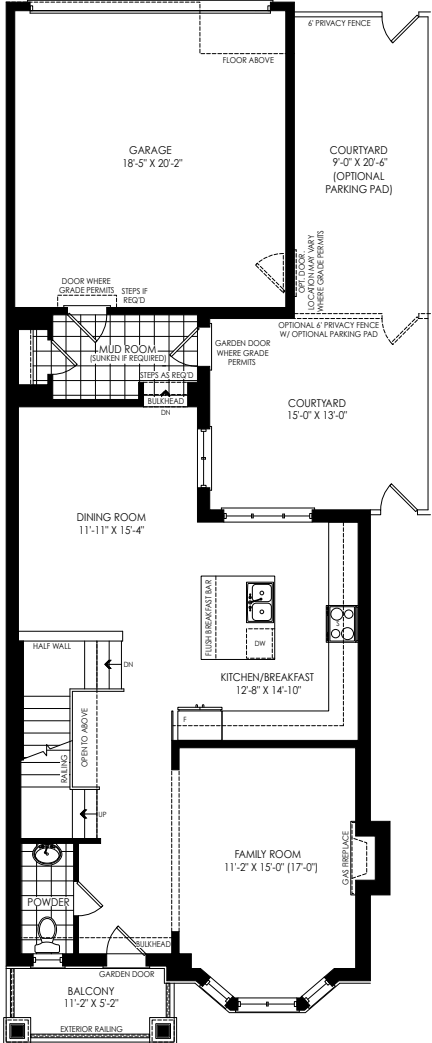 6' PRIVACY FENCE
FLOOR ABOVE
GARAGE
18'-5" X 20'-2"
COURTYARD
9'-0" X 20'-6"
(OPTIONAL
PARKING PAD)
OPT. DOOR.
LOCATION MAY VARY
WHERE GRADE PERMITS
DOOR WHERE
GRADE PERMITS
STEPS IF
REQ'D
OPTIONAL 6' PRIVACY FENCE
W/ OPTIONAL PARKING PAD
MUD ROOM
(SUNKEN IF REQUIRED)
GARDEN DOOR
WHERE GRADE
PERMITS
STEPS AS REQ'D
BULKHEAD
DN
COURTYARD
15'-0" X 13'-0"
DINING ROOM
11'-11" X 15'-4"
FLUSH BREAKFAST BAR
DW
S
HALF WALL
DN
KITCHEN/BREAKFAST
12'-8" X 14'-10"
F
OPEN TO ABOVE
RAILING
UP
FAMILY ROOM
11'-2" X 15'-0" (17'-0")
GAS FIREPLACE
POWDER
BULKHEAD
GARDEN DOOR
BALCONY
11'-2" X 5'-2"
EXTERIOR RAILING